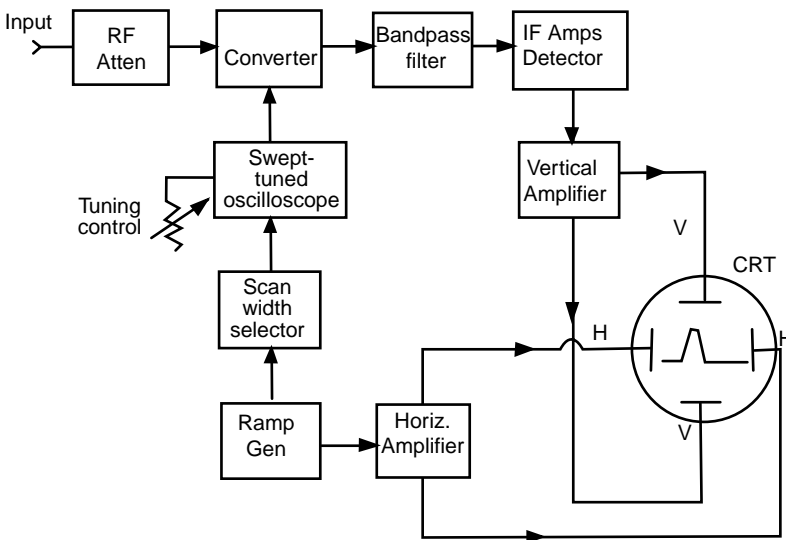 Input
RF
Atten
Converter
Bandpass
filter
IF Amps
Detector
Swept-
tuned
oscilloscope
Tuning
control
Vertical
Amplifier
V
CRT
Scan
width
selector
H
H
Ramp
Gen
Horiz.
Amplifier
V